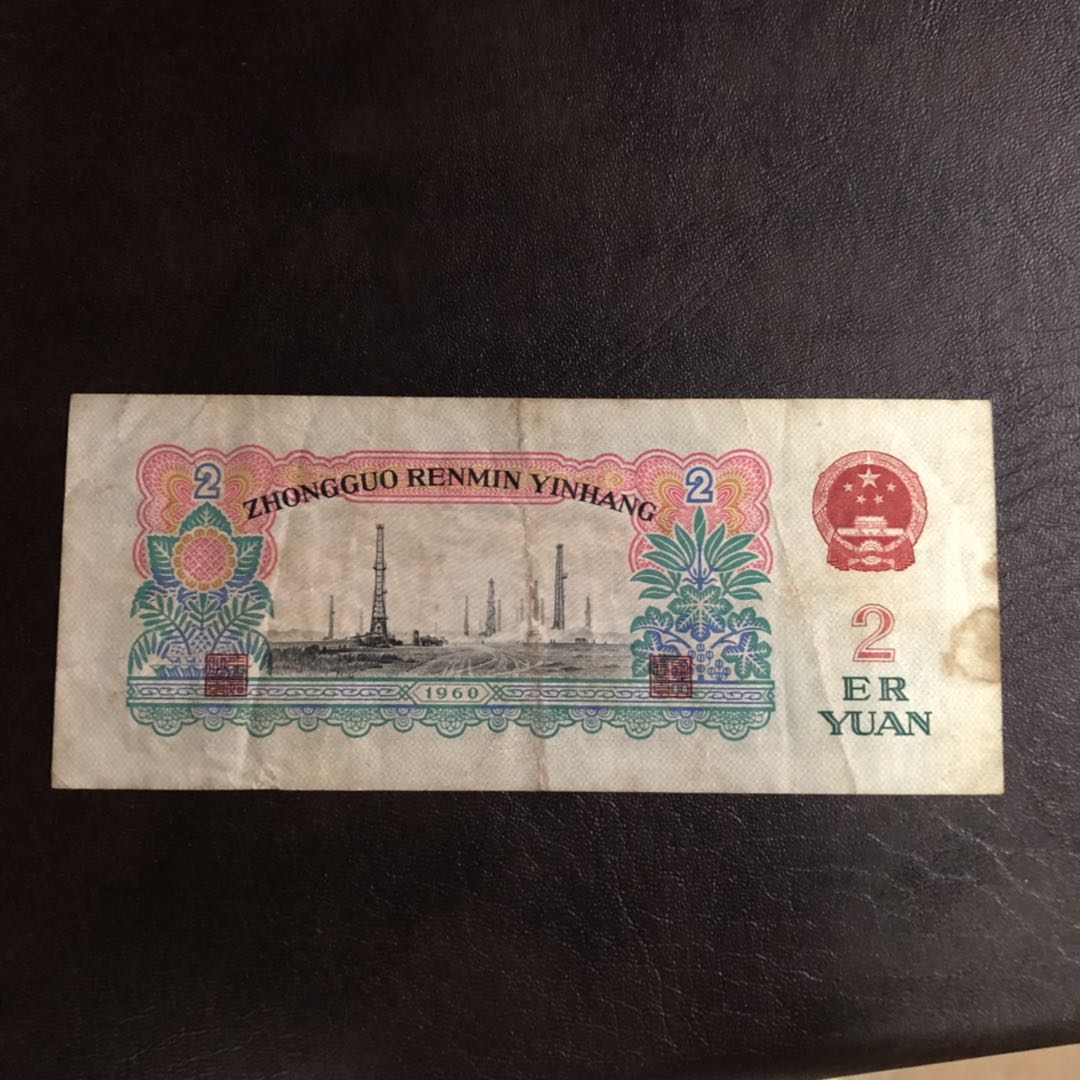 2
2
ZHONGGUO RENMIN YINHANG
1960
2
ER
YUAN